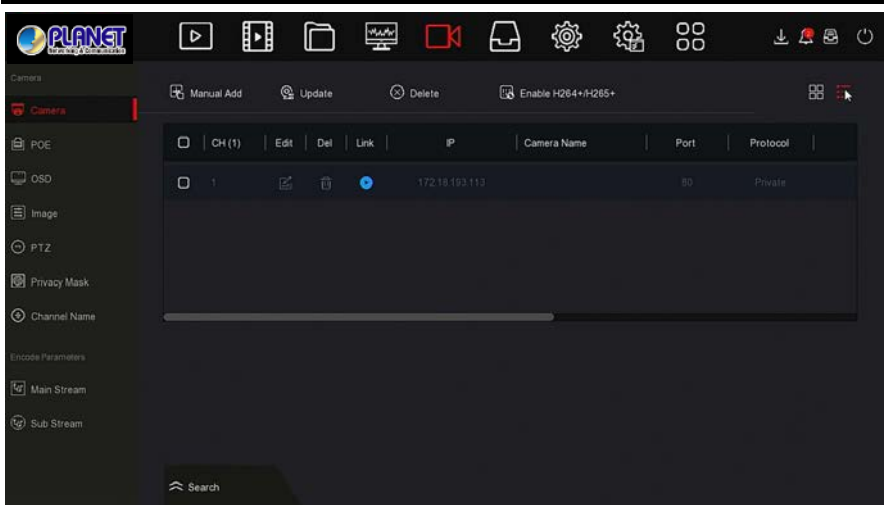 PLANET
Networking & Communication
Camera
Camera
POE
OSD
Image
PTZ
Privacy Mask
Channel Name
Encode Parameters
Main Stream
Sub Stream
Manual Add Update Delete Enable H264+/H265+
CH (1) Edit Del Link IP Camera Name Port Protocol
1 172.18.193.113 80 Private
Search